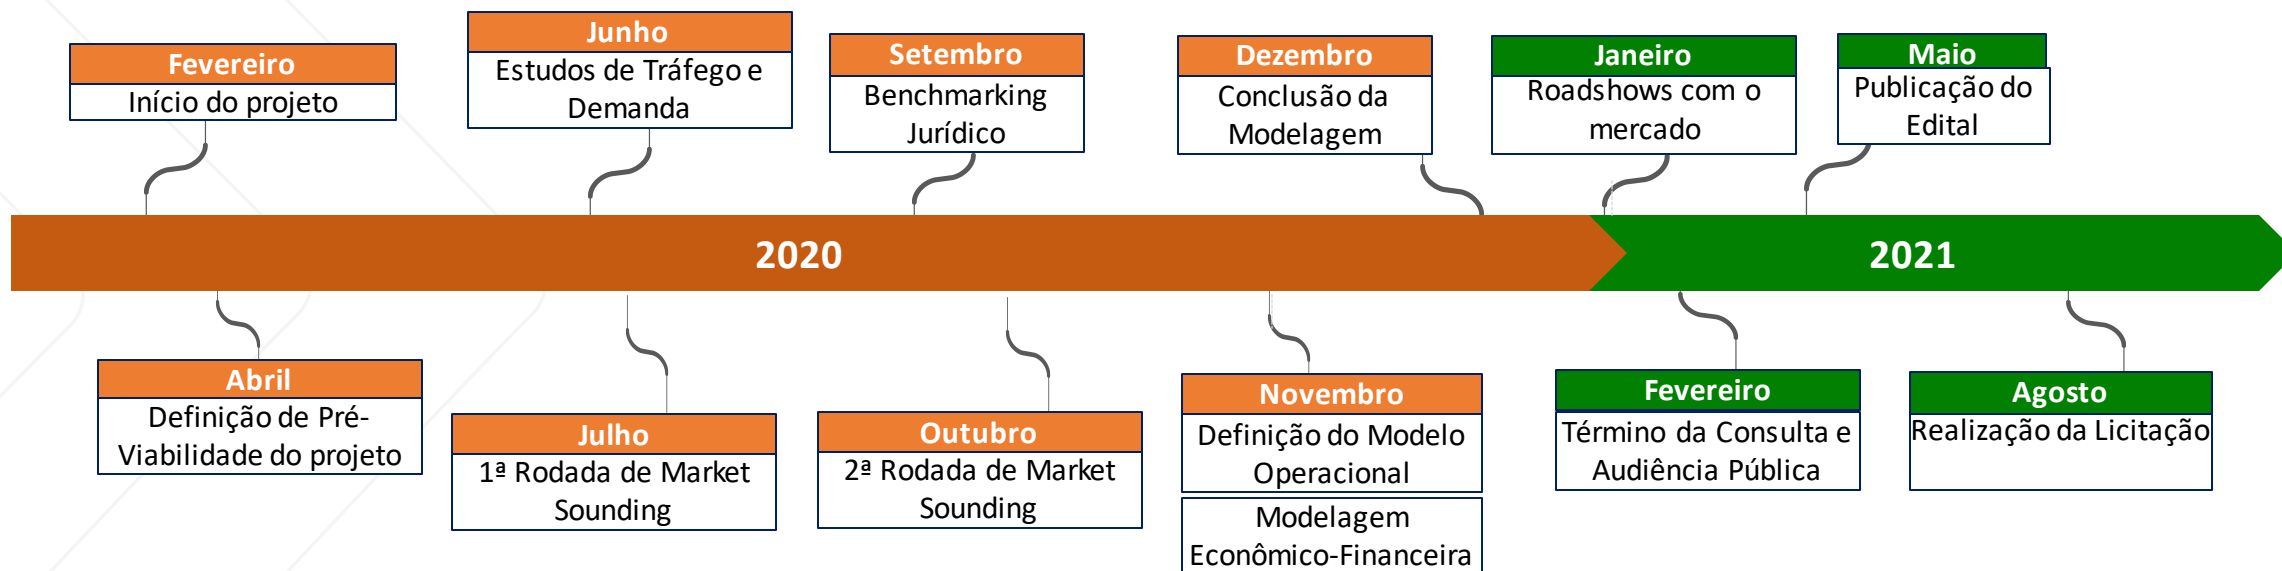 Fevereiro
Início do projeto
Junho
Estudos de Tráfego e
Demanda
Setembro
Benchmarking
Jurídico
Dezembro
Conclusão da
Modelagem
Janeiro
Roadshows com o
mercado
Maio
Publicação do
Edital
2020
2021
Abril
Definição de Pré-
Viabilidade do projeto
Julho
1ª Rodada de Market
Sounding
Outubro
2ª Rodada de Market
Sounding
Novembro
Definição do Modelo
Operacional
Modelagem
Econômico-Financeira
Fevereiro
Término da Consulta e
Audiência Pública
Agosto
Realização da Licitação